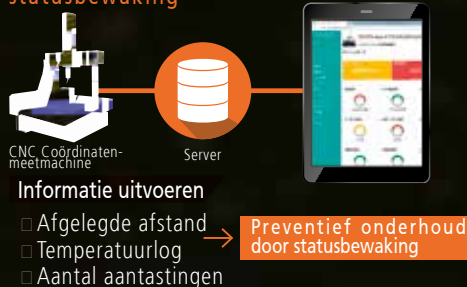 statusbewaking
CNC Coördinaten-
meetmachine
Server
Informatie uitvoeren
□ Afgelegde afstand
□ Temperatuurlog
□ Aantal aantastingen
Preventief onderhoud
door statusbewaking